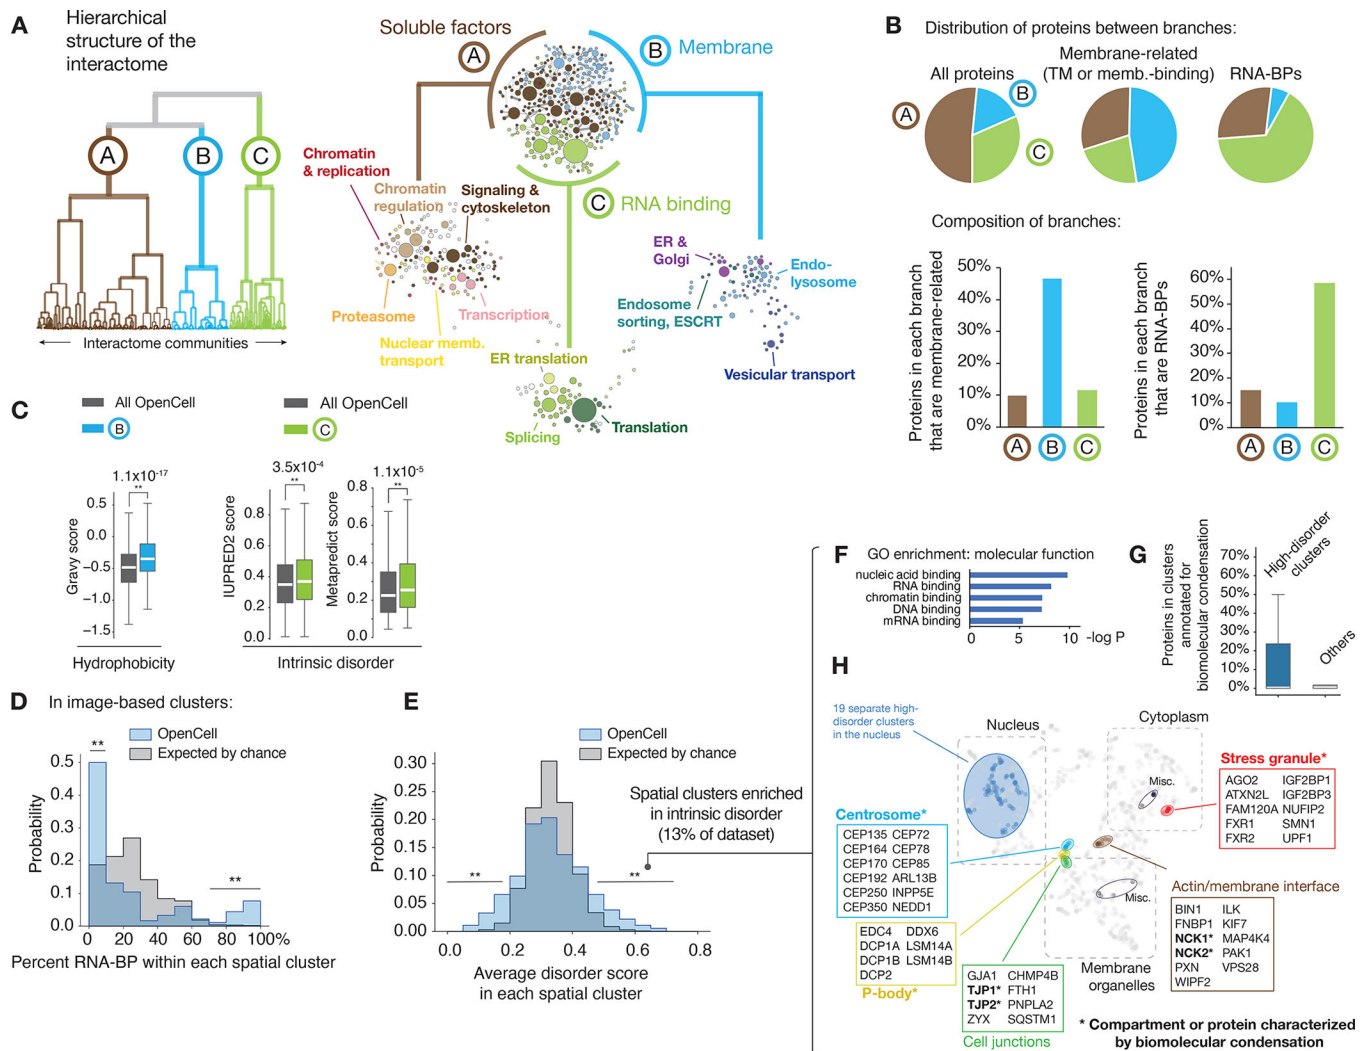 A
Hierarchical
structure of the
interactome
A
B
C
Interactome communities
Soluble factors
A
B
Membrane
C
RNA binding
Chromatin
& replication
Chromatin
regulation
Signaling &
cytoskeleton
Proteasome
Transcription
Nuclear memb.
transport
ER &
Golgi
Endo-
lysosome
Endosome
sorting, ESCRT
Vesicular transport
ER translation
Splicing
Translation
B
Distribution of proteins between branches:
All proteins
Membrane-related
(TM or memb.-binding)
RNA-BPs
A
B
C
Composition of branches:
Proteins in each branch
that are membrane-related
50%
40%
30%
20%
10%
0%
A
B
C
Proteins in each branch
that are RNA-BPs
60%
50%
40%
30%
20%
10%
0%
A
B
C
C
All OpenCell
B
All OpenCell
C
1.1x10-17
**
Gravy score
0.5
0.0
−0.5
−1.0
−1.5
Hydrophobicity
3.5x10-4
**
IUPRED2 score
1.0
0.8
0.6
0.4
0.2
0.0
1.1x10-5
**
Metapredict score
0.8
0.6
0.4
0.2
0.0
Intrinsic disorder
D
In image-based clusters:
OpenCell
Expected by chance
**
**
Probability
0.5
0.4
0.3
0.2
0.1
0.0
0
20
60
100%
Percent RNA-BP within each spatial cluster
E
OpenCell
Expected by chance
Probability
0.30
0.25
0.20
0.15
0.10
0.05
0.00
**
**
Spatial clusters enriched
in intrinsic disorder
(13% of dataset)
0.0
0.2
0.4
0.6
0.8
Average disorder score
in each spatial cluster
F
GO enrichment: molecular function
nucleic acid binding
RNA binding
chromatin binding
DNA binding
mRNA binding
0
5
10
-log P
G
Proteins in clusters
annotated for
biomolecular condensation
70%
60%
50%
40%
30%
20%
10%
0%
High-disorder
clusters
Others
H
19 separate high-
disorder clusters
in the nucleus
Nucleus
Cytoplasm
Misc.
Misc.
Membrane
organelles
Stress granule*
AGO2 IGF2BP1
ATXN2L IGF2BP3
FAM120A NUFIP2
FXR1 SMN1
FXR2 UPF1
Centrosome*
CEP135 CEP72
CEP164 CEP78
CEP170 CEP85
CEP192 ARL13B
CEP250 INPP5E
CEP350 NEDD1
EDC4 DDX6
DCP1A LSM14A
DCP1B LSM14B
DCP2
P-body*
GJA1 CHMP4B
TJP1* FTH1
TJP2* PNPLA2
ZYX SQSTM1
Cell junctions
Actin/membrane interface
BIN1 ILK
FNBP1 KIF7
NCK1* MAP4K4
NCK2* PAK1
PXN VPS28
WIPF2
* Compartment or protein characterized
by biomolecular condensation